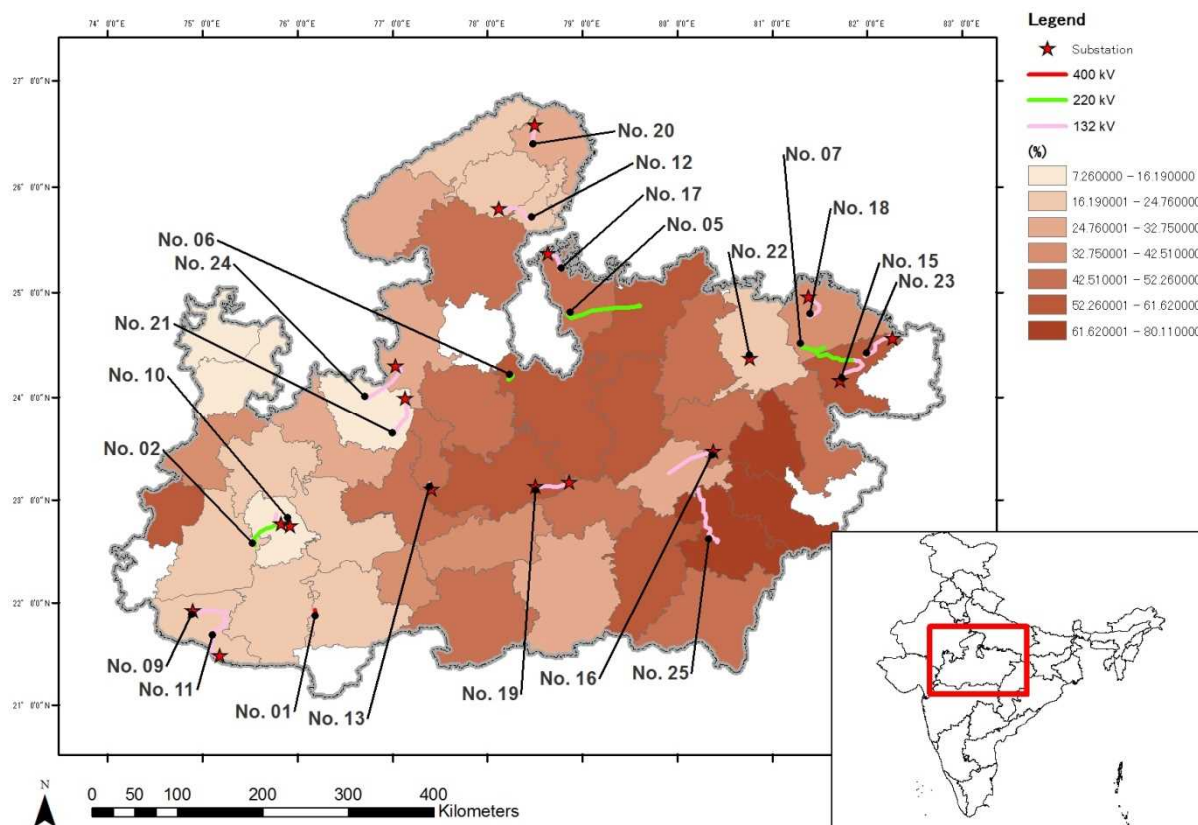 74° 0'0"E 75° 0'0"E 76° 0'0"E 77° 0'0"E 78° 0'0"E 79° 0'0"E 80° 0'0"E 81° 0'0"E 82° 0'0"E 83° 0'0"E
Legend
Substation
400 kV
220 kV
132 kV
(%)
7.260000 – 16.190000
16.190001 – 24.760000
24.760001 – 32.750000
32.750001 – 42.510000
42.510001 – 52.260000
52.260001 – 61.620000
61.620001 – 80.110000
27° 0'0"N
26° 0'0"N
25° 0'0"N
24° 0'0"N
23° 0'0"N
22° 0'0"N
21° 0'0"N
No. 20
No. 12
No. 17
No. 05
No. 07
No. 18
No. 15
No. 23
No. 22
No. 06
No. 24
No. 21
No. 10
No. 02
No. 09
No. 11
No. 01
No. 13
No. 19
No. 16
No. 25
N
0 50 100 200 300 400
Kilometers